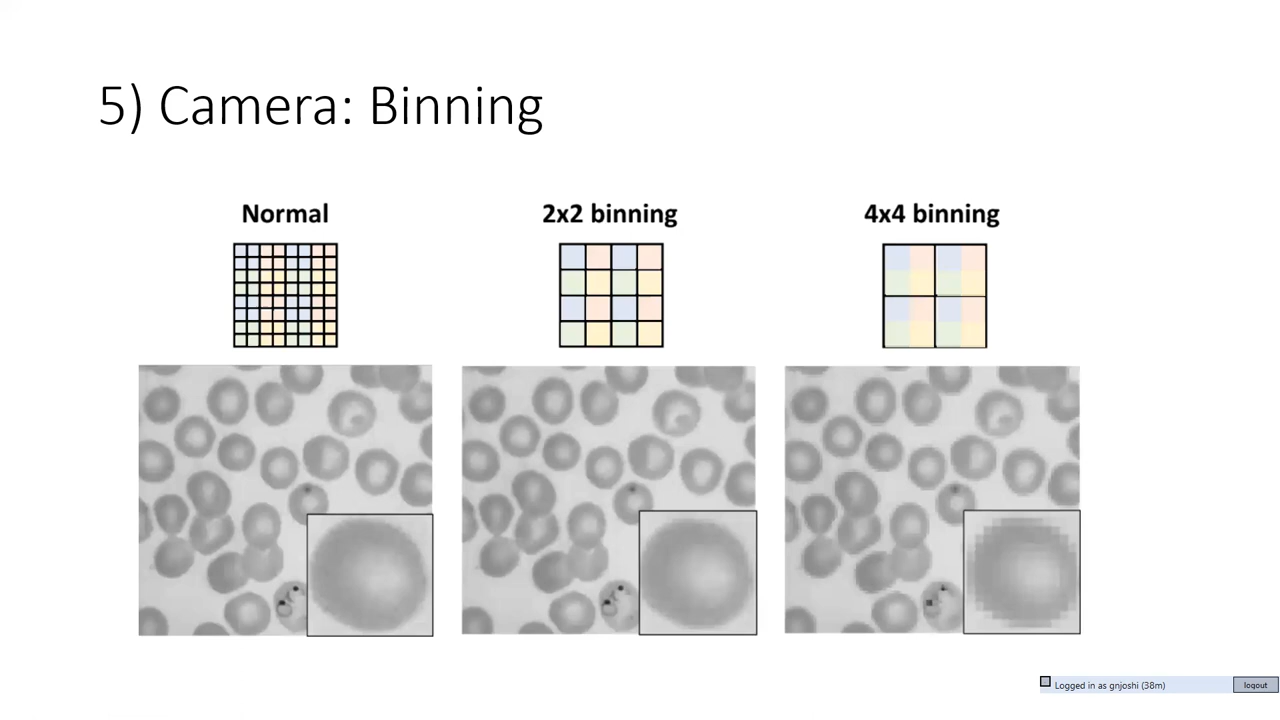 5) Camera: Binning
Normal
2x2 binning
4x4 binning
Logged in as gnjoshi (38m)
logout